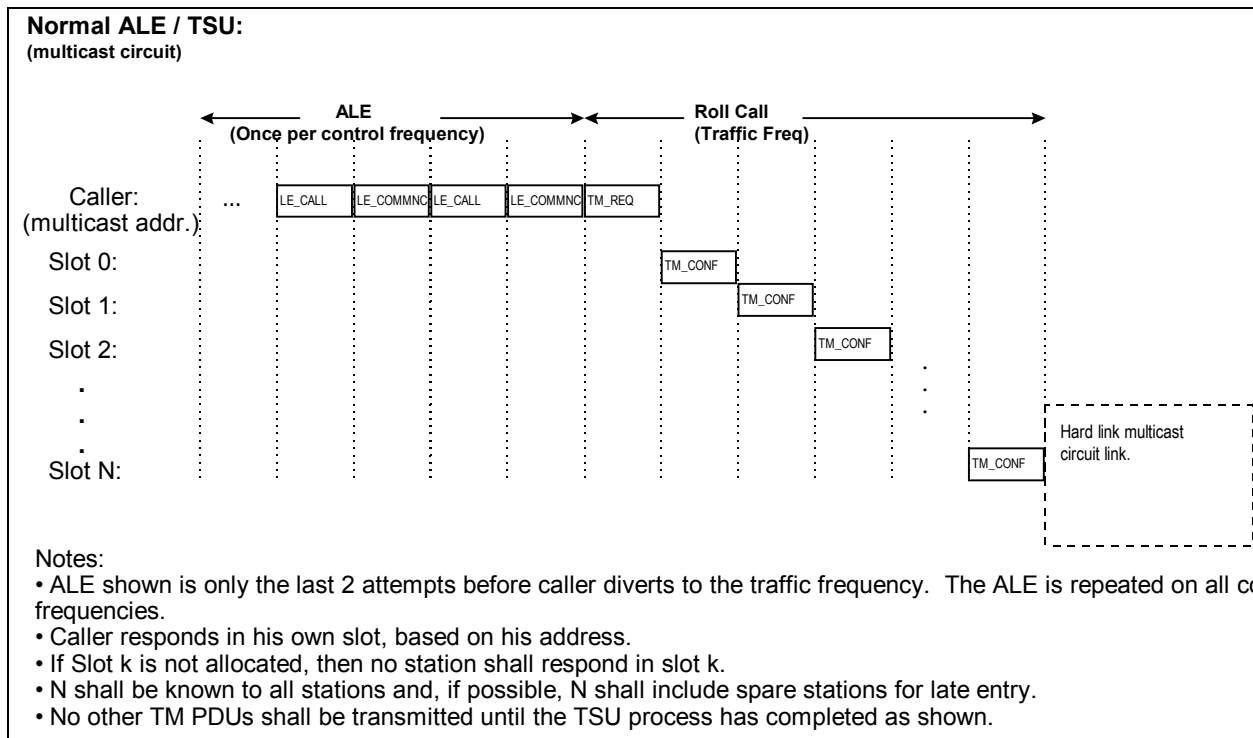 Normal ALE / TSU:
(multicast circuit)
ALE
(Once per control frequency)
Roll Call
(Traffic Freq)
Caller:
(multicast addr.)
...
LE_CALL
LE_COMMNC
LE_CALL
LE_COMMNC
TM_REQ
Slot 0:
TM_CONF
Slot 1:
TM_CONF
Slot 2:
TM_CONF
.
.
.
.
.
.
Slot N:
TM_CONF
Hard link multicast
circuit link.
Notes:
• ALE shown is only the last 2 attempts before caller diverts to the traffic frequency. The ALE is repeated on all co
frequencies.
• Caller responds in his own slot, based on his address.
• If Slot k is not allocated, then no station shall respond in slot k.
• N shall be known to all stations and, if possible, N shall include spare stations for late entry.
• No other TM PDUs shall be transmitted until the TSU process has completed as shown.